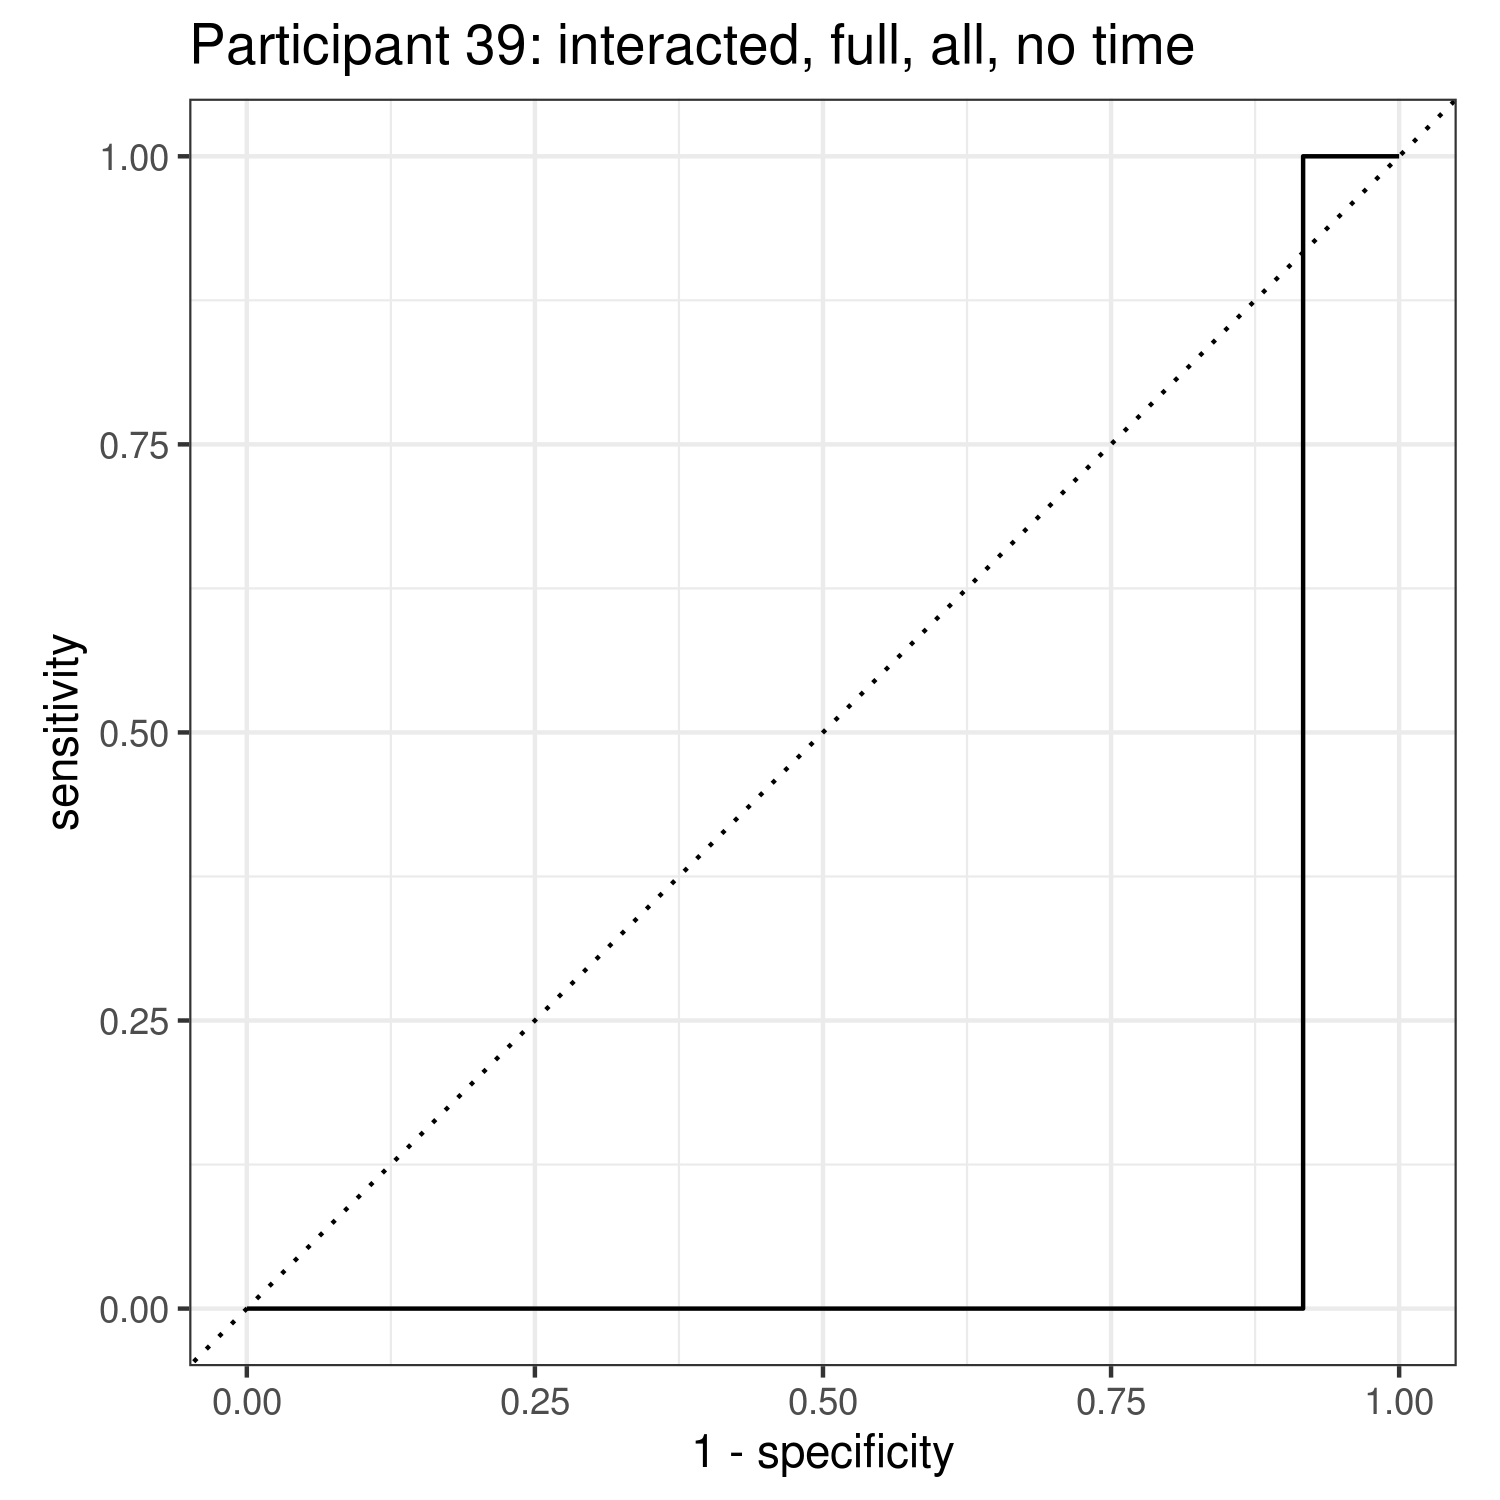 Participant 39: interacted, full, all, no time
1.00
0.75
0.50
0.25
0.00
sensitivity
0.00 0.25 0.50 0.75 1.00
1 - specificity